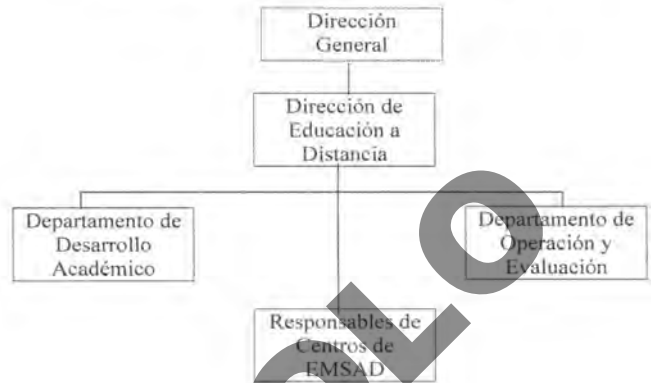 Dirección
General
Dirección de
Educación a
Distancia
Departamento de
Desarrollo
Académico
Departamento de
Operación y
Evaluación
Responsables de
Centros de
EMSAD